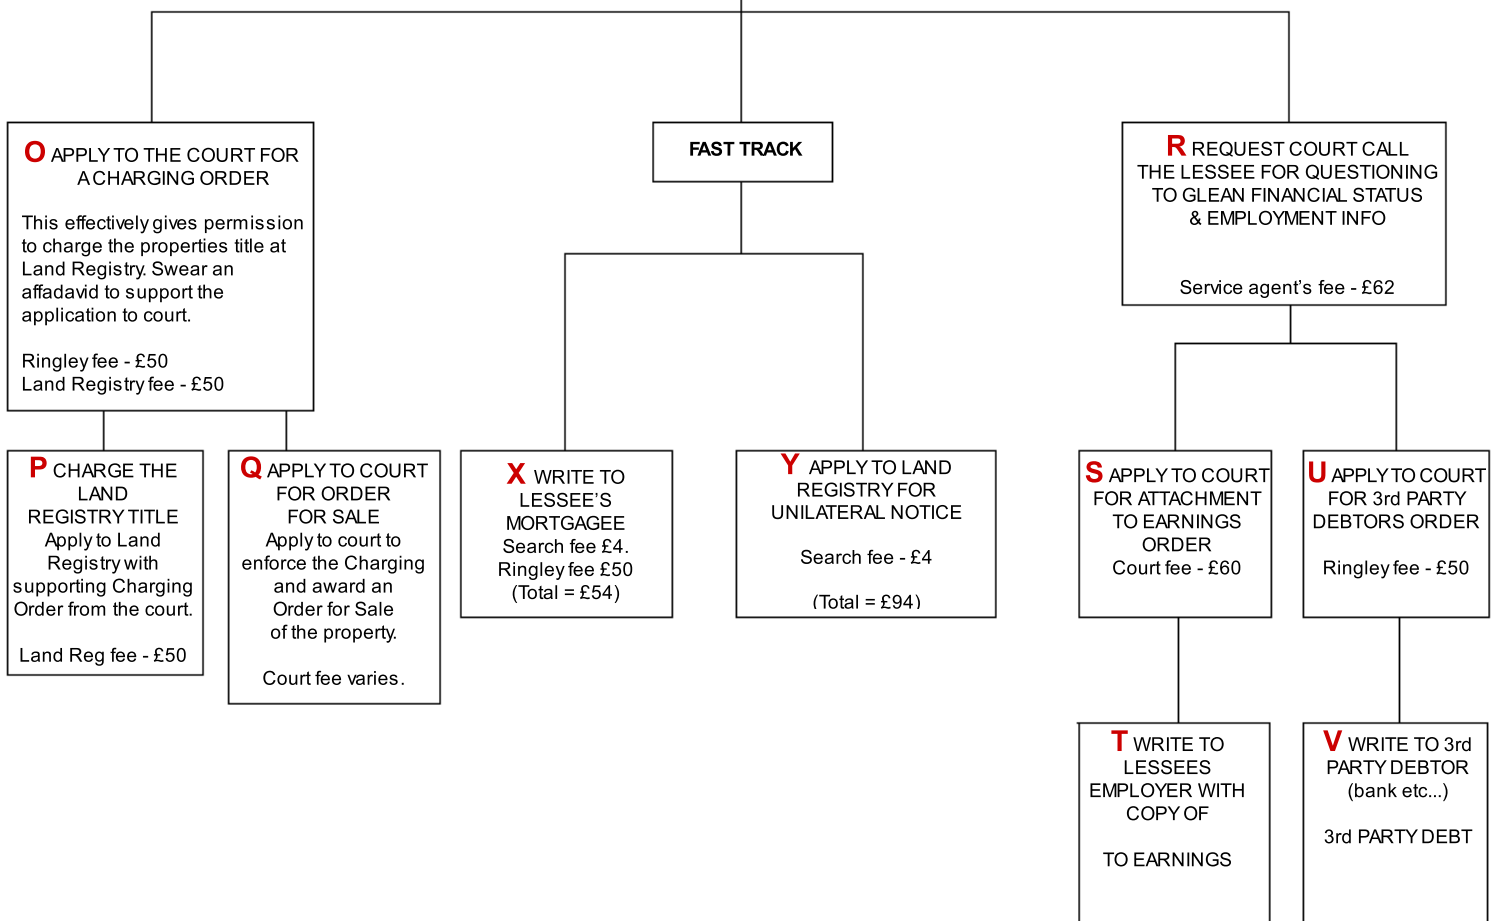 O APPLY TO THE COURT FOR
A CHARGING ORDER
This effectively gives permission
to charge the properties title at
Land Registry. Swear an
affadavid to support the
application to court.
Ringley fee - £50
Land Registry fee - £50
FAST TRACK
R REQUEST COURT CALL
THE LESSEE FOR QUESTIONING
TO GLEAN FINANCIAL STATUS
& EMPLOYMENT INFO
Service agent’s fee - £62
P CHARGE THE
LAND
REGISTRY TITLE
Apply to Land
Registry with
supporting Charging
Order from the court.
Land Reg fee - £50
Q APPLY TO COURT
FOR ORDER
FOR SALE
Apply to court to
enforce the Charging
and award an
Order for Sale
of the property.
Court fee varies.
X WRITE TO
LESSEE’S
MORTGAGEE
Search fee £4.
Ringley fee £50
(Total = £54)
Y APPLY TO LAND
REGISTRY FOR
UNILATERAL NOTICE
Search fee - £4
(Total = £94)
S APPLY TO COURT
FOR ATTACHMENT
TO EARNINGS
ORDER
Court fee - £60
U APPLY TO COURT
FOR 3rd PARTY
DEBTORS ORDER
Ringley fee - £50
T WRITE TO
LESSEES
EMPLOYER WITH
COPY OF
TO EARNINGS
V WRITE TO 3rd
PARTY DEBTOR
(bank etc...)
3rd PARTY DEBT